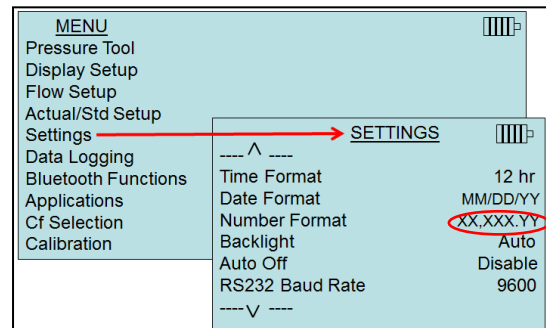 MENU
Pressure Tool
Display Setup
Flow Setup
Actual/Std Setup
Settings
Data Logging
Bluetooth Functions
Applications
Cf Selection
Calibration
SETTINGS
---- ^ ----
Time Format 12 hr
Date Format MM/DD/YY
Number Format XX,XXX.YY
Backlight Auto
Auto Off Disable
RS232 Baud Rate 9600
---- v ----